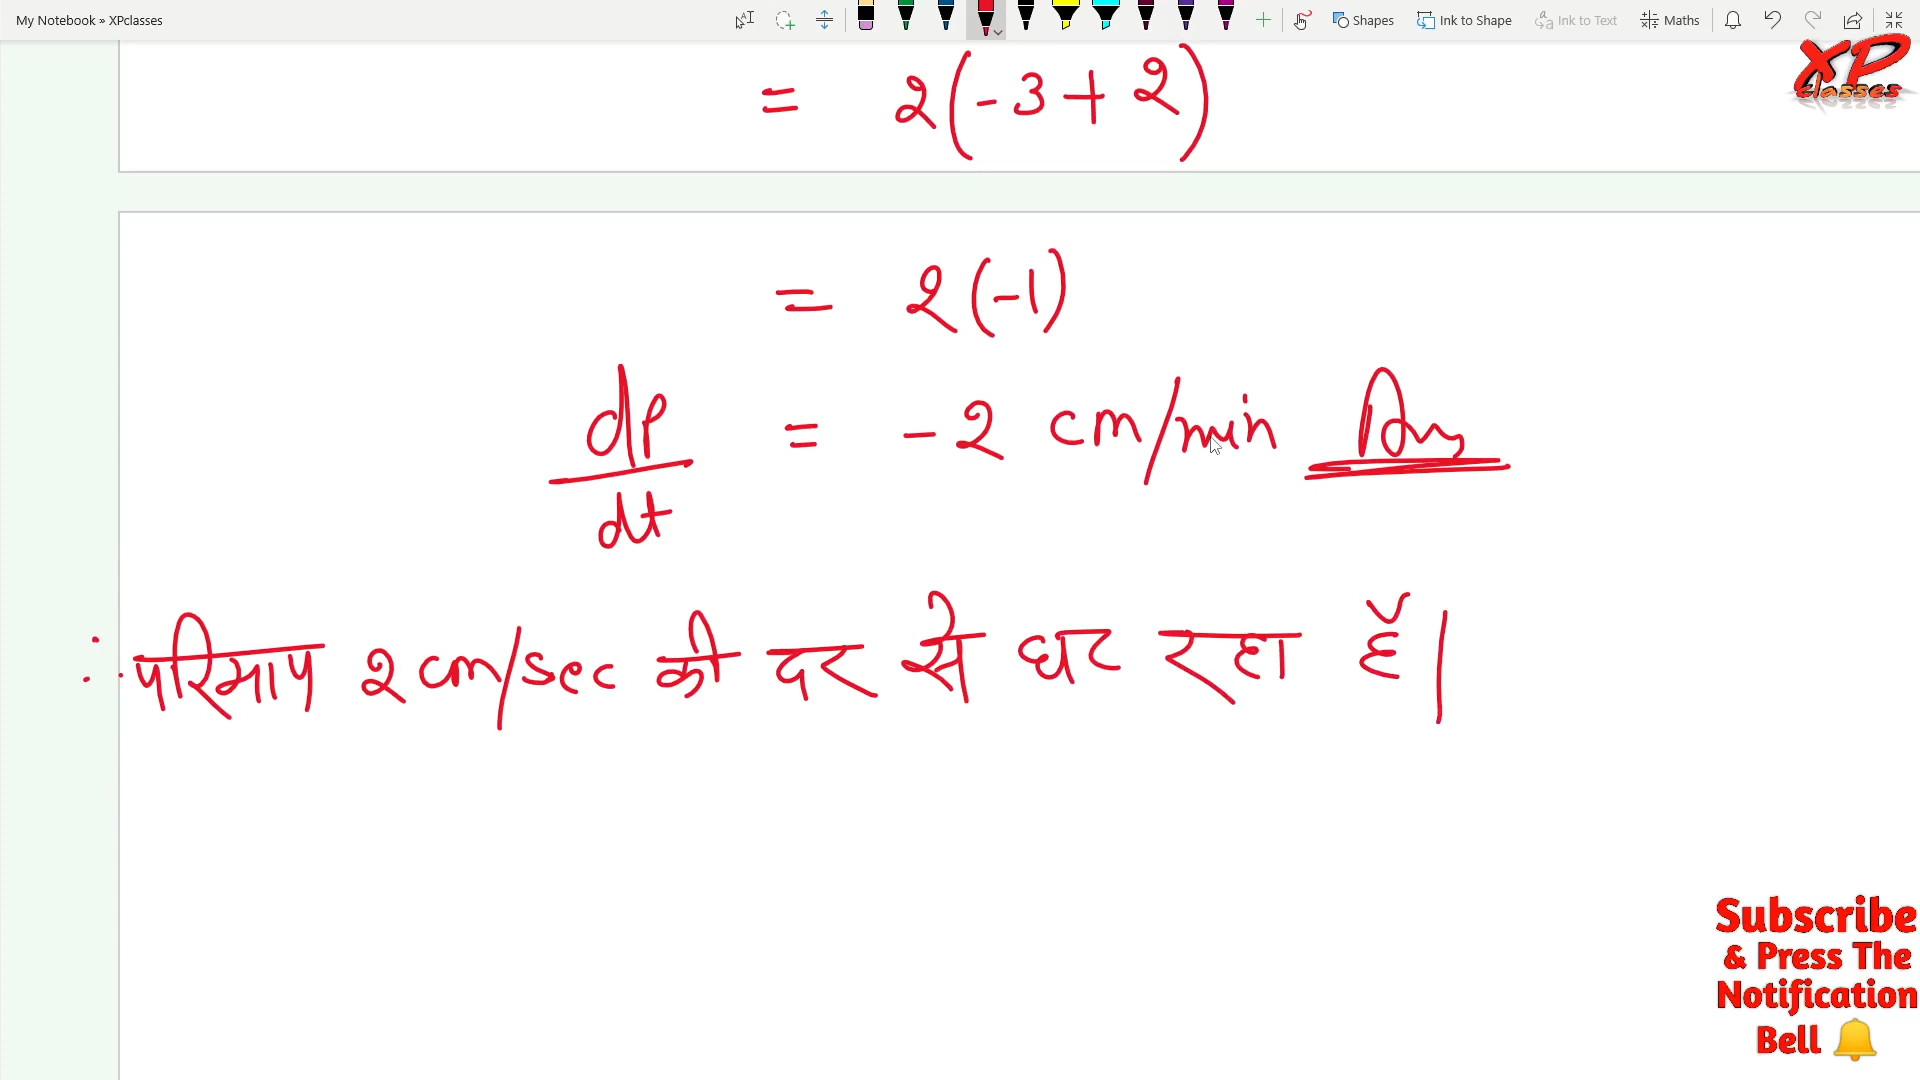 My Notebook » XPclasses
Shapes Ink to Shape Ink to Text Maths
XP
Classes
= 2(-3+2)
= 2(-1)
dp/dt = -2 cm/min Ans
∴ परिमाप 2 cm/sec की दर से घट रहा है।
Subscribe
& Press The
Notification
Bell